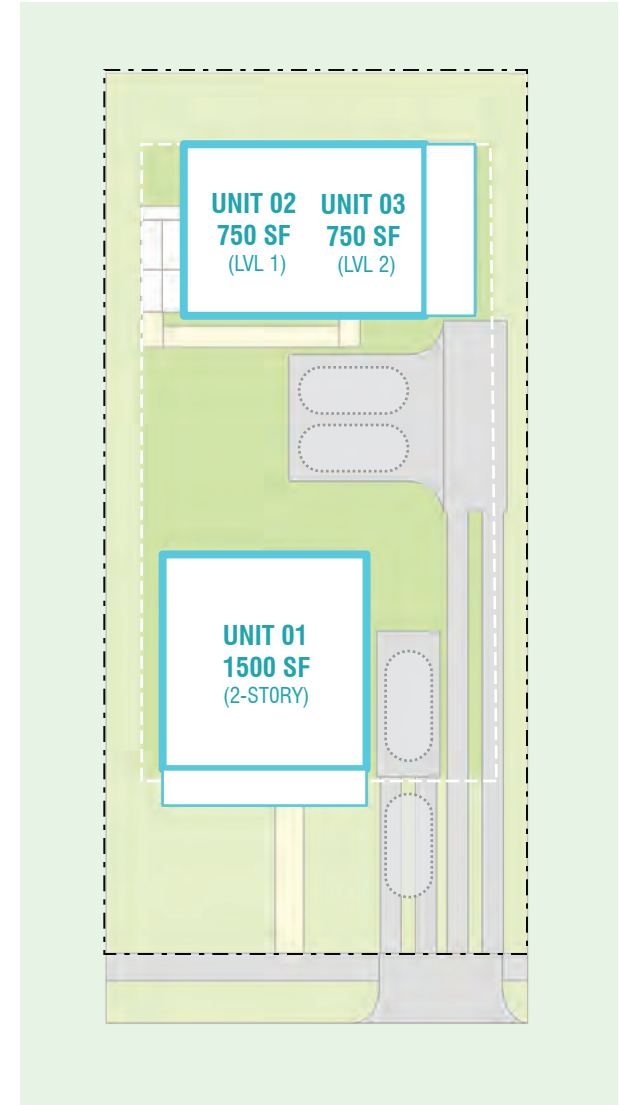 UNIT 02
750 SF
(LVL 1)
UNIT 03
750 SF
(LVL 2)
UNIT 01
1500 SF
(2-ST0RY)